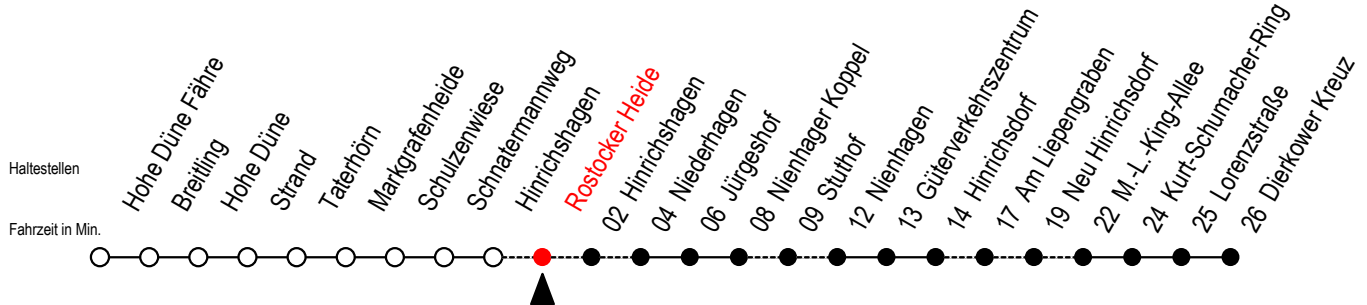 Haltestellen
Fahrzeit in Min.
Hohe Düne Fähre
Breitling
Hohe Düne
Strand
Taterhörn
Markgrafenheide
Schulzenwiese
Schnatermannweg
Hinrichshagen
Rostocker Heide
02 Hinrichshagen
04 Niederhagen
06 Jürgeshof
08 Nienhager Koppel
09 Stuthof
12 Nienhagen
13 Güterverkehrszentrum
14 Hinrichsdorf
17 Am Liepengraben
19 Neu Hinrichsdorf
22 M.-L.-King-Allee
24 Kurt-Schumacher-Ring
25 Lorenzstraße
26 Dierkower Kreuz